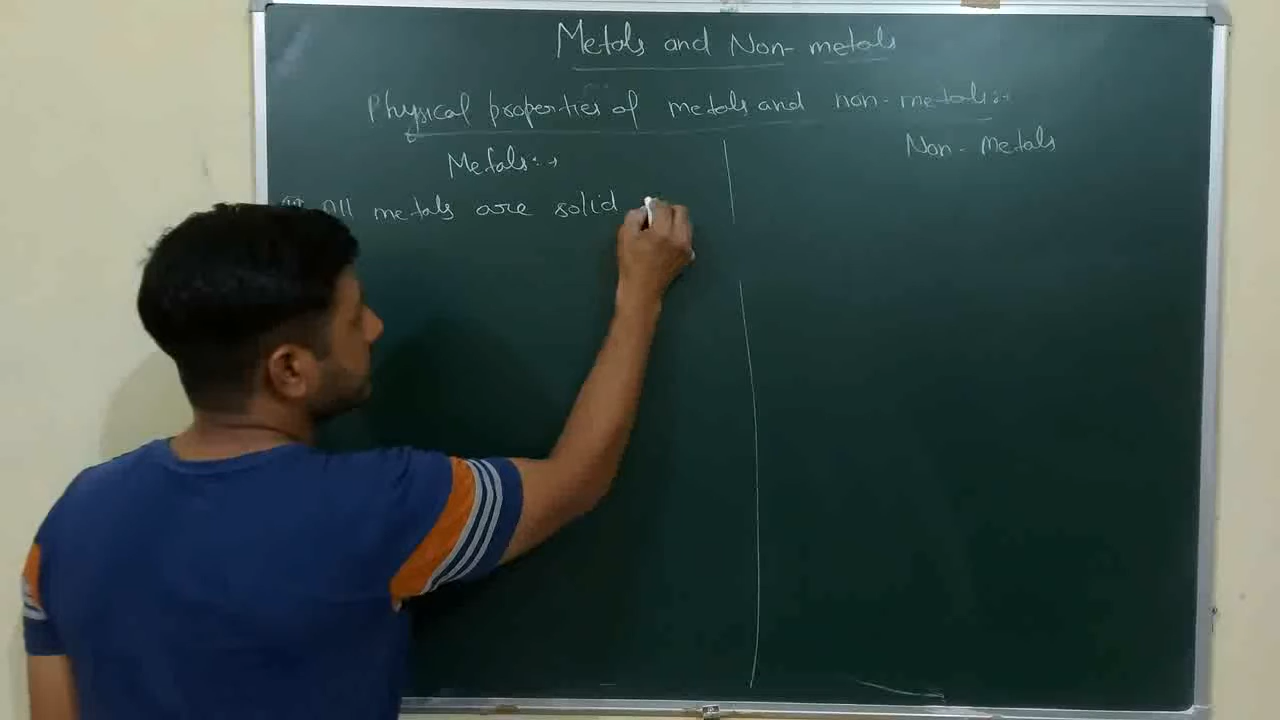 Metals and Non-metals
Physical properties of metals and non-metals:→
Metals:→
Non-Metals
All metals are solid